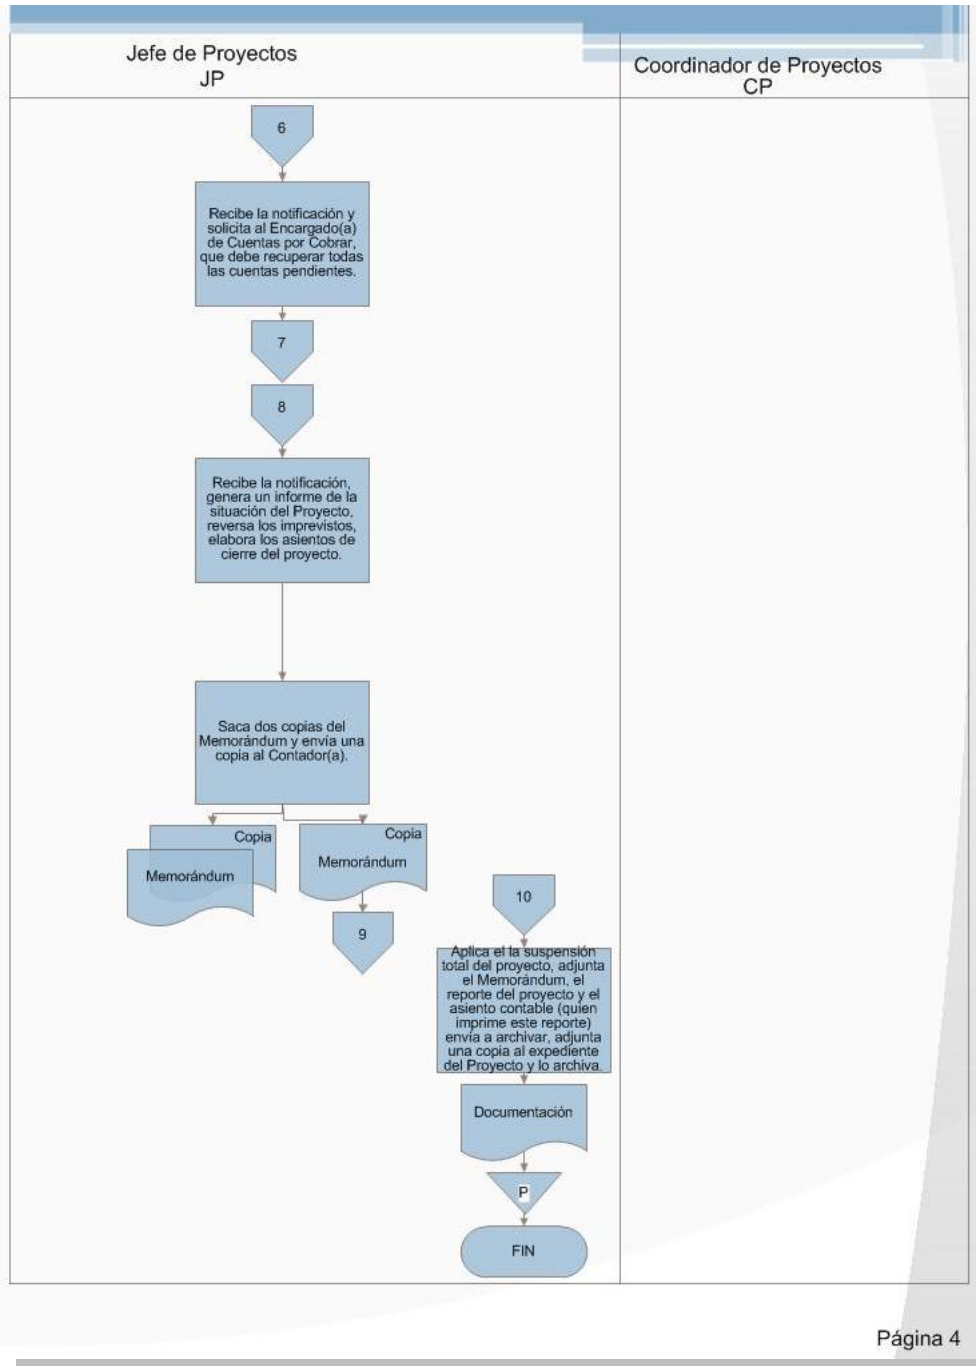 Jefe de Proyectos
JP
Coordinador de Proyectos
CP
6
Recibe la notificación y
solicita al Encargado(a)
de Cuentas por Cobrar,
que debe recuperar todas
las cuentas pendientes.
7
8
Recibe la notificación,
genera un informe de la
situación del Proyecto,
reversa los imprevistos,
elabora los asientos de
cierre del proyecto.
Saca dos copias del
Memorándum y envía una
copia al Contador(a).
Copia
Memorándum
Copia
Memorándum
9
10
Aplica el la suspensión
total del proyecto, adjunta
el Memorándum, el
reporte del proyecto y el
asiento contable (quien
imprime este reporte)
envía a archivar, adjunta
una copia al expediente
del Proyecto y lo archiva.
Documentación
P
FIN
Página 4